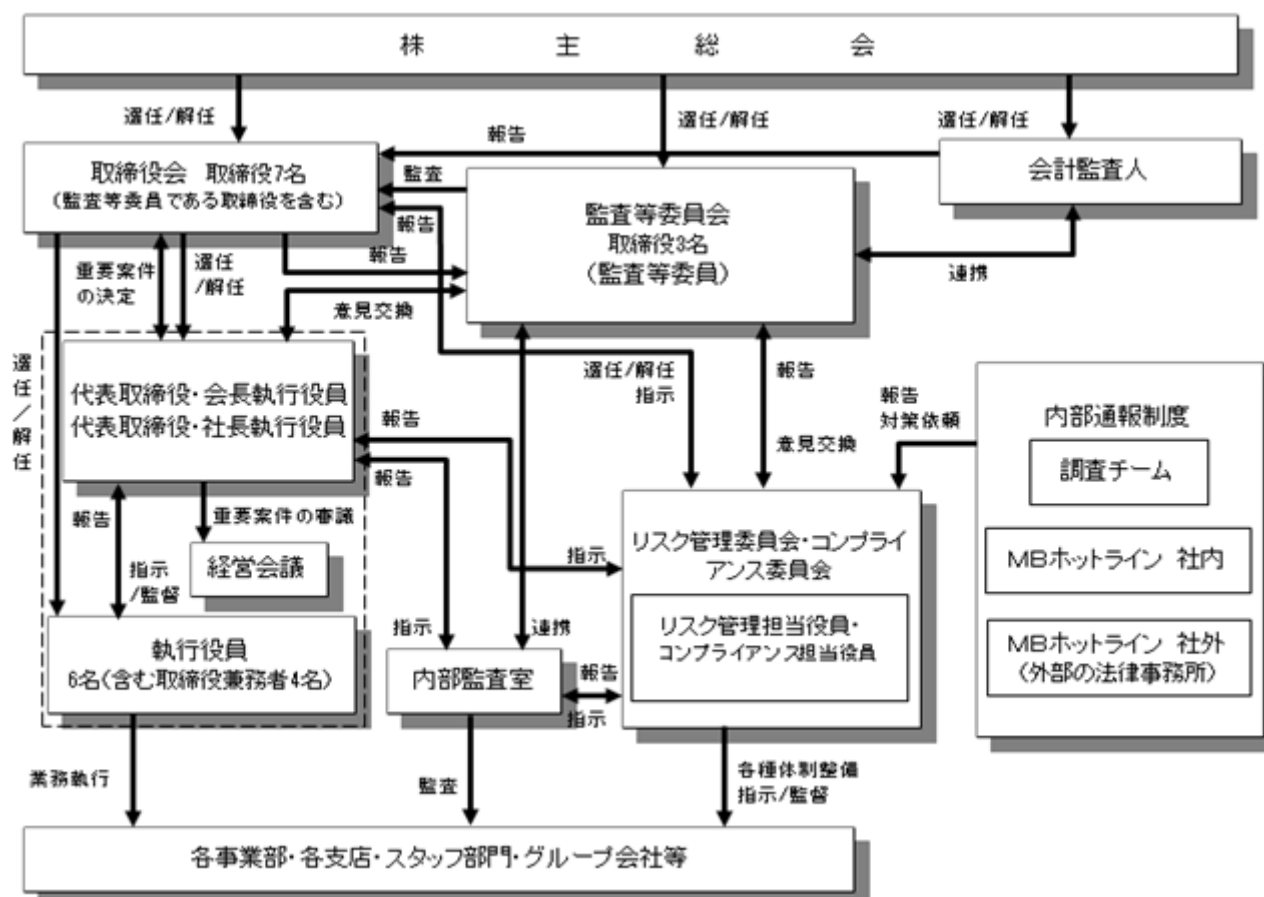 株主総会
選任/解任
選任/解任
選任/解任
報告
取締役会 取締役7名
(監査等委員である取締役を含む)
監査
監査等委員会
取締役3名
(監査等委員)
会計監査人
報告
連携
重要案件
の決定
選任
/解任
報告
意見交換
選任/解任
代表取締役・会長執行役員
代表取締役・社長執行役員
報告
報告
選任/解任
指示
報告
意見交換
報告
対策依頼
内部通報制度
調査チーム
MBホットライン 社内
MBホットライン 社外
(外部の法律事務所)
報告
指示
/監督
重要案件の審議
経営会議
指示
リスク管理委員会・コンプライ
アンス委員会
リスク管理担当役員・
コンプライアンス担当役員
執行役員
6名(含む取締役兼務者4名)
指示
連携
内部監査室
報告
指示
業務執行
監査
各種体制整備
指示/監督
各事業部・各支店・スタッフ部門・グループ会社等